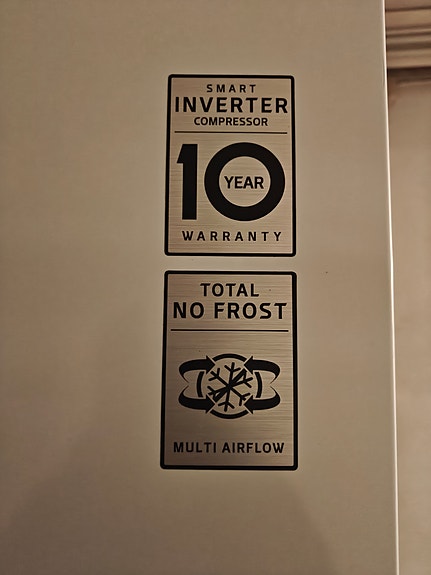 SMART
INVERTER
COMPRESSOR
10
YEAR
WARRANTY
TOTAL
NO FROST
MULTI AIRFLOW